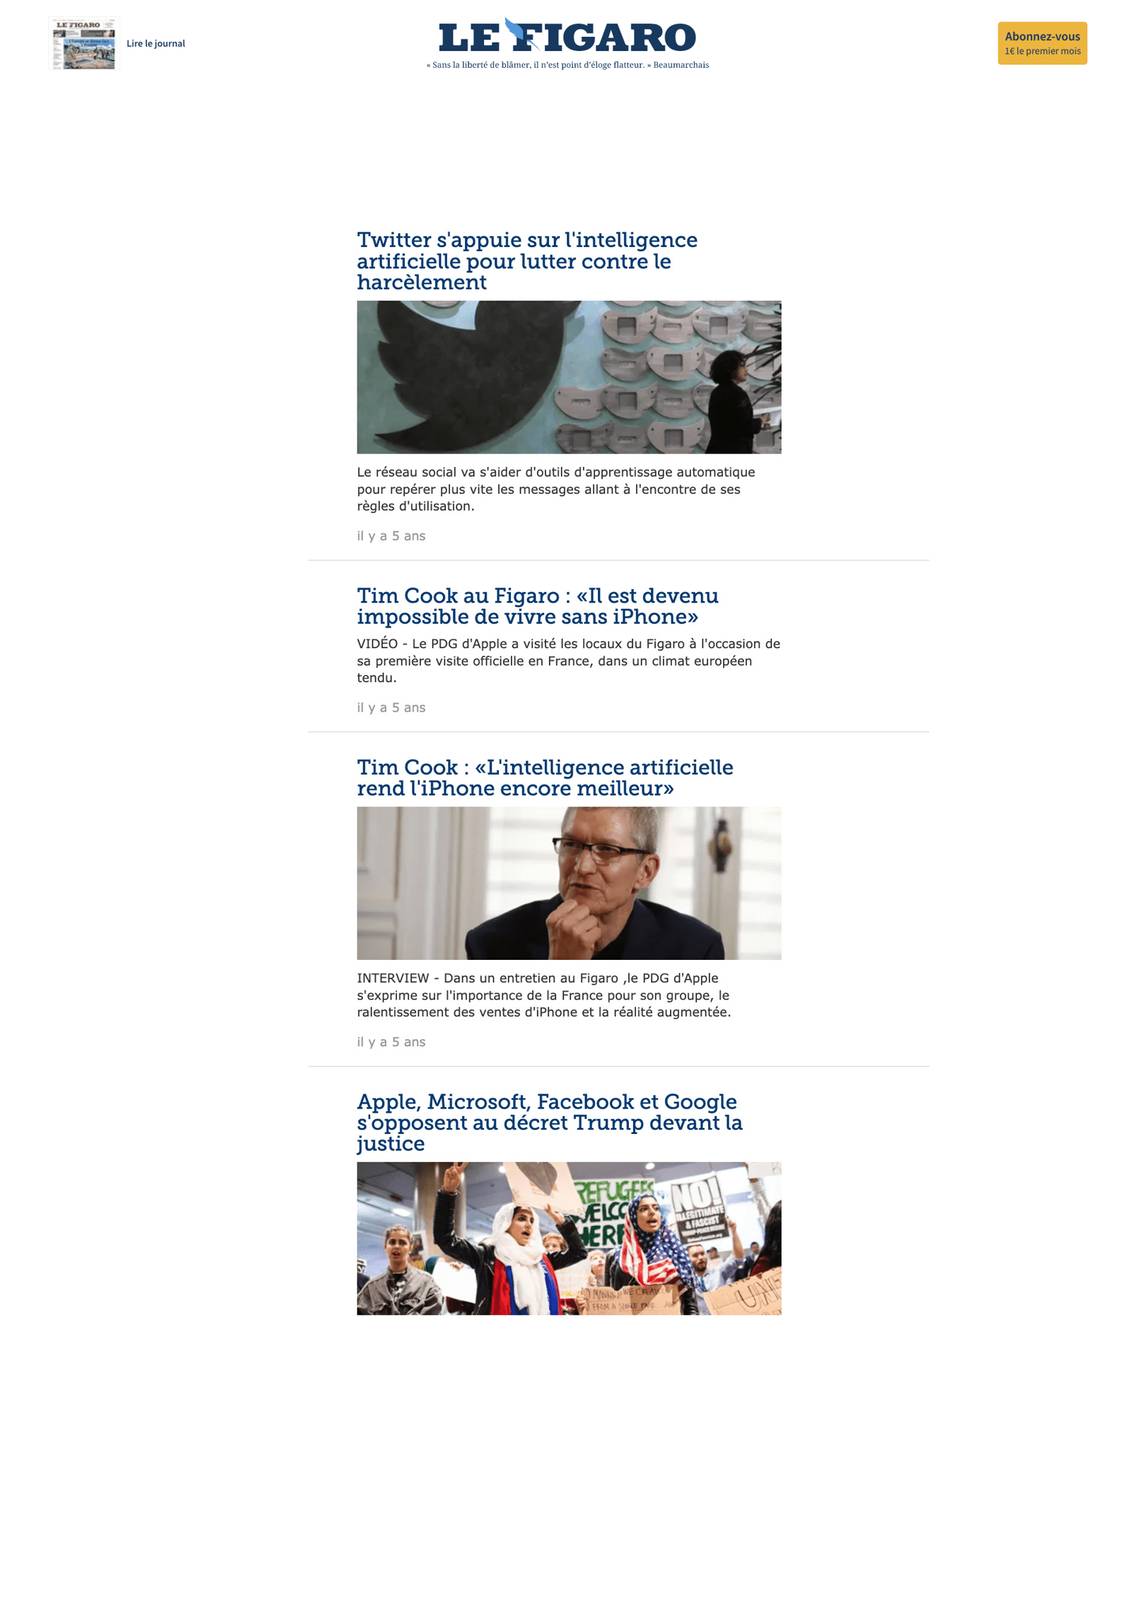 LE FIGARO
Lire le journal
LE FIGARO
« Sans la liberté de blâmer, il n'est point d'éloge flatteur. » Beaumarchais
Abonnez-vous
1€ le premier mois
Twitter s'appuie sur l'intelligence
artificielle pour lutter contre le
harcèlement
Le réseau social va s'aider d'outils d'apprentissage automatique
pour repérer plus vite les messages allant à l'encontre de ses
règles d'utilisation.
il y a 5 ans
Tim Cook au Figaro : «Il est devenu
impossible de vivre sans iPhone»
VIDÉO - Le PDG d'Apple a visité les locaux du Figaro à l'occasion de
sa première visite officielle en France, dans un climat européen
tendu.
il y a 5 ans
Tim Cook : «L'intelligence artificielle
rend l'iPhone encore meilleur»
INTERVIEW - Dans un entretien au Figaro ,le PDG d'Apple
s'exprime sur l'importance de la France pour son groupe, le
ralentissement des ventes d'iPhone et la réalité augmentée.
il y a 5 ans
Apple, Microsoft, Facebook et Google
s'opposent au décret Trump devant la
justice
REFUGEES
WELCO
HERE
NO!
ILLEGITIMATE
& FASCIST